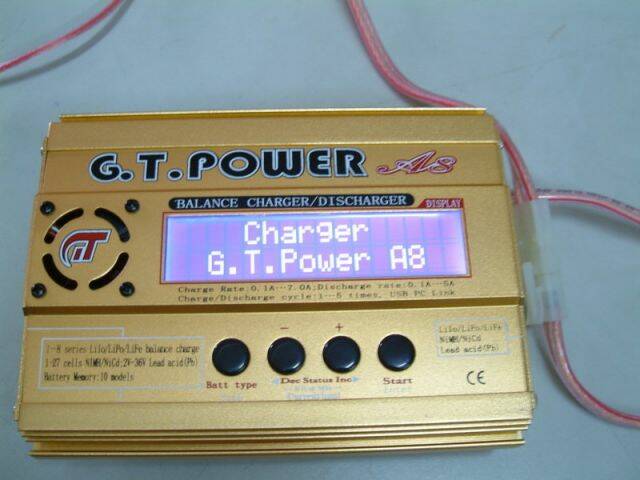 G.T.POWER A8
BALANCE CHARGER/DISCHARGER
DISPLAY
Charger
G.T.Power A8
GT
Charge Rate:0.1A--7.0A;Discharge rate:0.1A--5A
Charge/Discharge cycle:1--5 times, USB PC Link
1-8 series LiIo/LiPo/LiFe balance charge
1-27 cells NiMH/NiCd;2V-36V Lead acid(Pb)
Battery Memory:10 models
- +
LiIo/LiPo/LiFe
NiMH/NiCd
Lead acid(Pb)
Batt type
Dec Status Inc
Start
CE